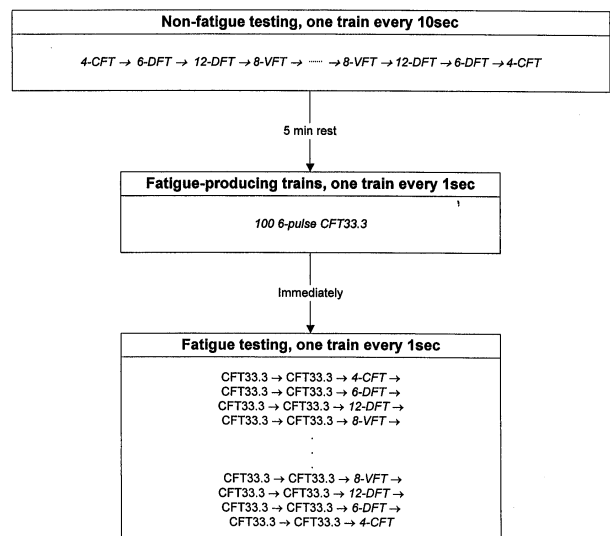 Non-fatigue testing, one train every 10sec
4-CFT → 6-DFT → 12-DFT → 8-VFT → ...... → 8-VFT → 12-DFT → 6-DFT → 4-CFT
5 min rest
Fatigue-producing trains, one train every 1sec
100 6-pulse CFT33.3
Immediately
Fatigue testing, one train every 1sec
CFT33.3 → CFT33.3 → 4-CFT →
CFT33.3 → CFT33.3 → 6-DFT →
CFT33.3 → CFT33.3 → 12-DFT →
CFT33.3 → CFT33.3 → 8-VFT →
.
.
.
CFT33.3 → CFT33.3 → 8-VFT →
CFT33.3 → CFT33.3 → 12-DFT →
CFT33.3 → CFT33.3 → 6-DFT →
CFT33.3 → CFT33.3 → 4-CFT